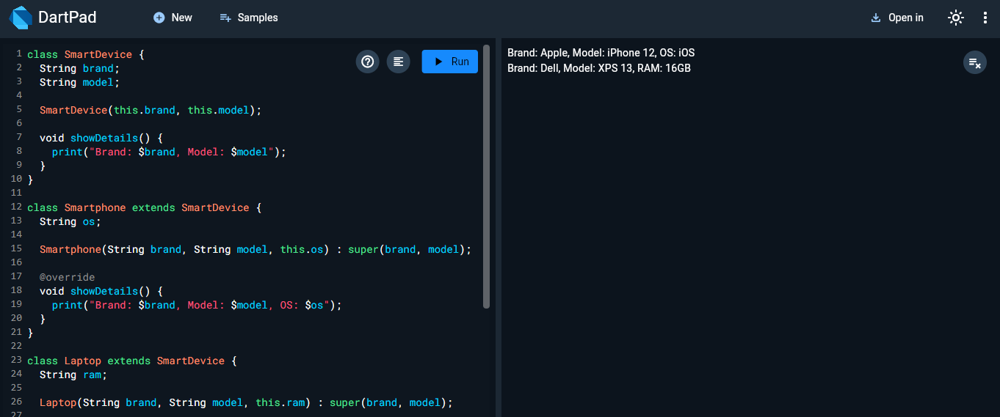 DartPad New Samples Open in
Run
1 class SmartDevice {
2   String brand;
3   String model;
4
5   SmartDevice(this.brand, this.model);
6
7   void showDetails() {
8     print("Brand: $brand, Model: $model");
9   }
10 }
11
12 class Smartphone extends SmartDevice {
13   String os;
14
15   Smartphone(String brand, String model, this.os) : super(brand, model);
16
17   @override
18   void showDetails() {
19     print("Brand: $brand, Model: $model, OS: $os");
20   }
21 }
22
23 class Laptop extends SmartDevice {
24   String ram;
25
26   Laptop(String brand, String model, this.ram) : super(brand, model);
27
Brand: Apple, Model: iPhone 12, OS: iOS
Brand: Dell, Model: XPS 13, RAM: 16GB